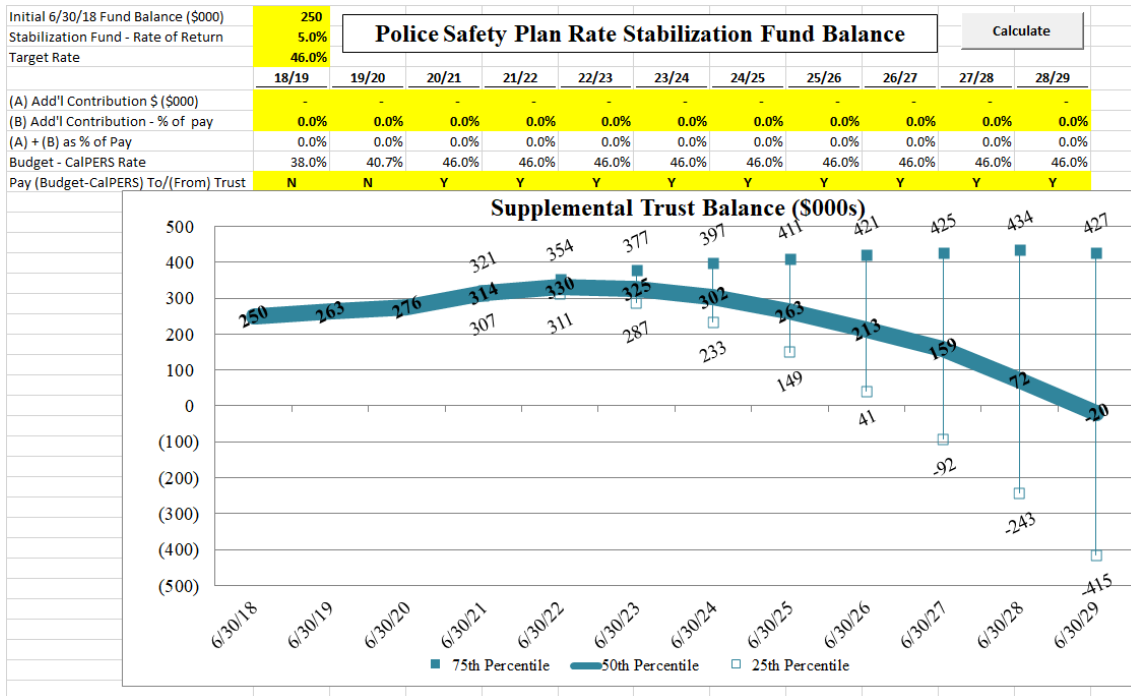 Initial 6/30/18 Fund Balance ($000) 250
Stabilization Fund - Rate of Return 5.0%
Target Rate 46.0%
Police Safety Plan Rate Stabilization Fund Balance
Calculate
18/19 19/20 20/21 21/22 22/23 23/24 24/25 25/26 26/27 27/28 28/29
(A) Add'l Contribution $ ($000) - - - - - - - - - - -
(B) Add'l Contribution - % of pay 0.0% 0.0% 0.0% 0.0% 0.0% 0.0% 0.0% 0.0% 0.0% 0.0% 0.0%
(A) + (B) as % of Pay 0.0% 0.0% 0.0% 0.0% 0.0% 0.0% 0.0% 0.0% 0.0% 0.0% 0.0%
Budget - CalPERS Rate 38.0% 40.7% 46.0% 46.0% 46.0% 46.0% 46.0% 46.0% 46.0% 46.0% 46.0%
Pay (Budget-CalPERS) To/(From) Trust N N Y Y Y Y Y Y Y Y Y
Supplemental Trust Balance ($000s)
500
400
300
200
100
0
(100)
(200)
(300)
(400)
(500)
321 354 377 397 411 421 425 434 427
250 263 276 314 330 325 302 263 213 159 72 -20
307 311 287 233 149 41 -92 -243 -415
6/30/18 6/30/19 6/30/20 6/30/21 6/30/22 6/30/23 6/30/24 6/30/25 6/30/26 6/30/27 6/30/28 6/30/29
75th Percentile 50th Percentile 25th Percentile